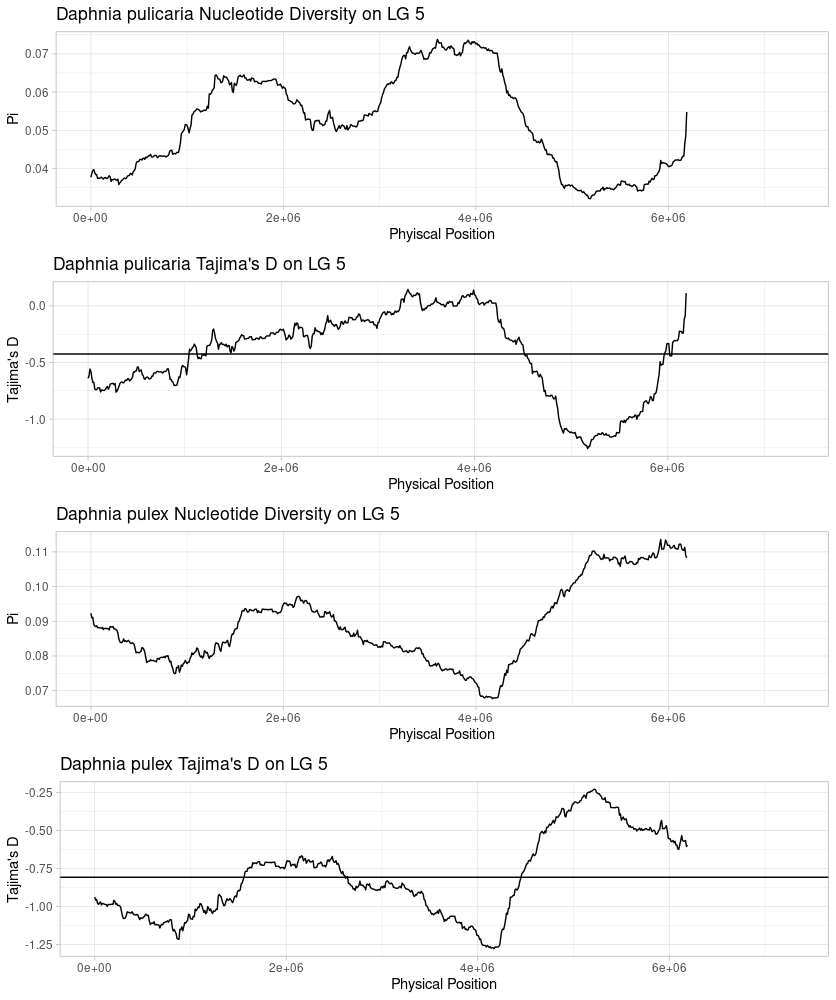 Daphnia pulicaria Nucleotide Diversity on LG 5
0.07
0.06
0.05
0.04
Pi
0e+00 2e+06 4e+06 6e+06
Phyiscal Position
Daphnia pulicaria Tajima's D on LG 5
0.0
-0.5
-1.0
Tajima's D
0e+00 2e+06 4e+06 6e+06
Physical Position
Daphnia pulex Nucleotide Diversity on LG 5
0.11
0.10
0.09
0.08
0.07
Pi
0e+00 2e+06 4e+06 6e+06
Phyiscal Position
Daphnia pulex Tajima's D on LG 5
-0.25
-0.50
-0.75
-1.00
-1.25
Tajima's D
0e+00 2e+06 4e+06 6e+06
Physical Position